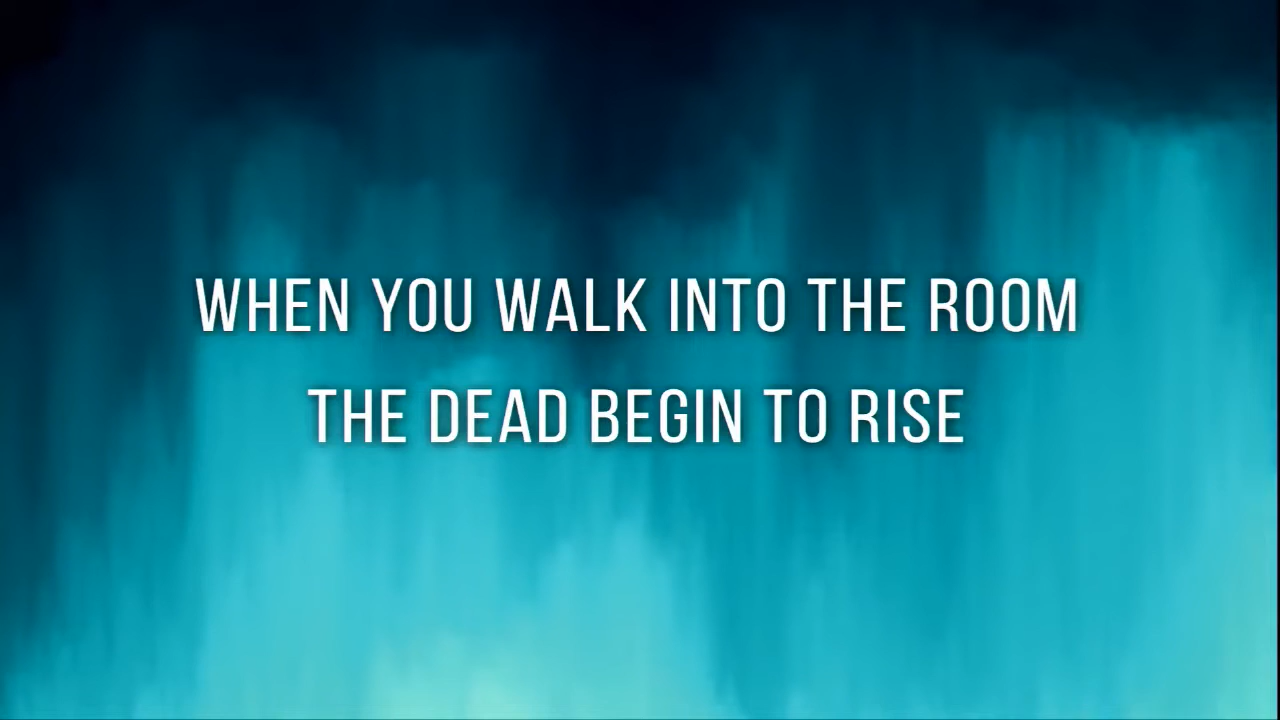 WHEN YOU WALK INTO THE ROOM
THE DEAD BEGIN TO RISE